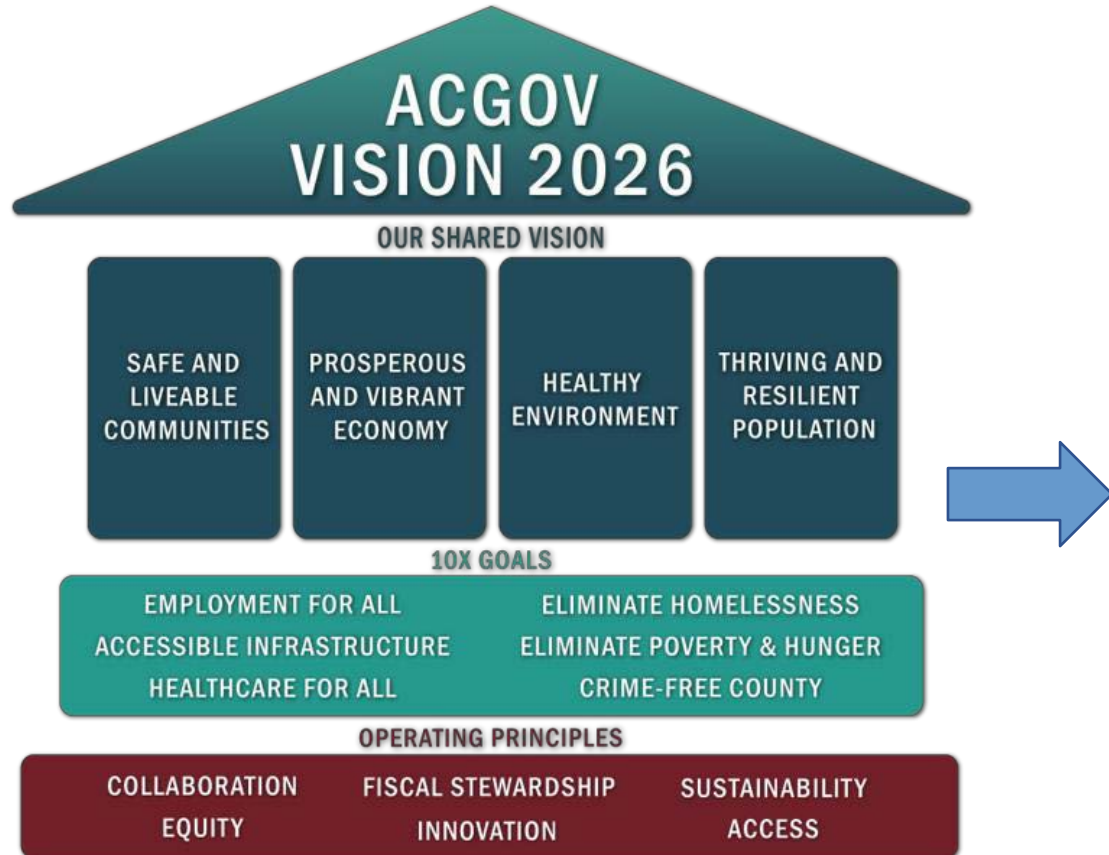 ACGOV
VISION 2026
OUR SHARED VISION
SAFE AND
LIVEABLE
COMMUNITIES
PROSPEROUS
AND VIBRANT
ECONOMY
HEALTHY
ENVIRONMENT
THRIVING AND
RESILIENT
POPULATION
10X GOALS
EMPLOYMENT FOR ALL
ACCESSIBLE INFRASTRUCTURE
HEALTHCARE FOR ALL
ELIMINATE HOMELESSNESS
ELIMINATE POVERTY & HUNGER
CRIME-FREE COUNTY
OPERATING PRINCIPLES
COLLABORATION
EQUITY
FISCAL STEWARDSHIP
INNOVATION
SUSTAINABILITY
ACCESS